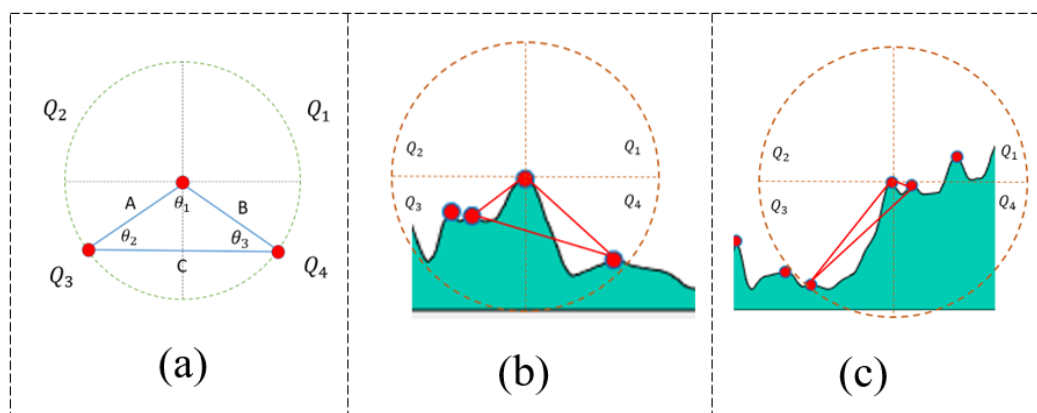 Q₂ Q₁
A B
θ₁
θ₂ θ₃
C
Q₃ Q₄
(a)
Q₂ Q₁
Q₃ Q₄
(b)
Q₂ Q₁
Q₃ Q₄
(c)